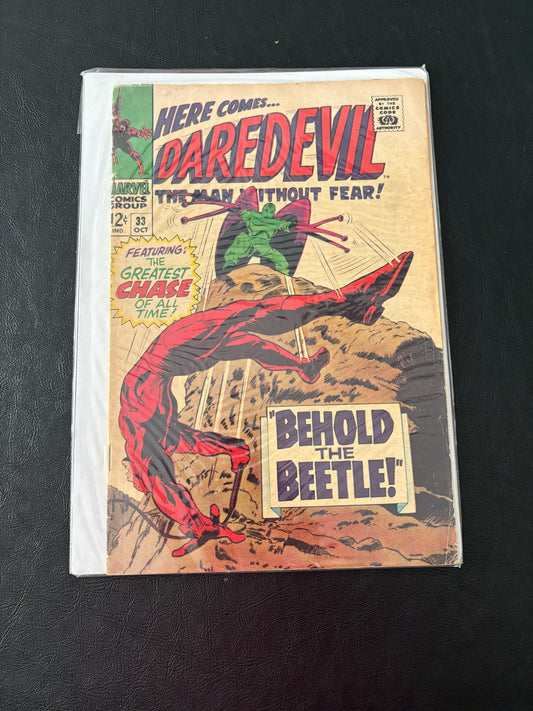 HERE COMES...
DAREDEVIL
THE MAN WITHOUT FEAR!
APPROVED
BY THE
COMICS
CODE
AUTHORITY
MARVEL
COMICS
GROUP
12¢
IND.
33
OCT
FEATURING:
THE
GREATEST
CHASE
OF ALL
TIME!
"BEHOLD
THE
BEETLE!"